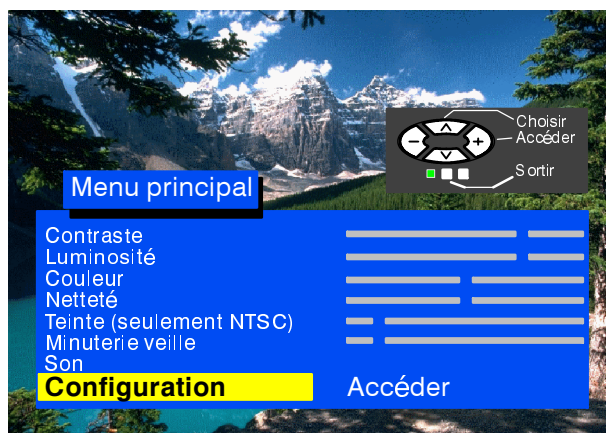 Choisir
Accéder
Sortir
Menu principal
Contraste
Luminosité
Couleur
Netteté
Teinte (seulement NTSC)
Minuterie veille
Son
Configuration Accéder